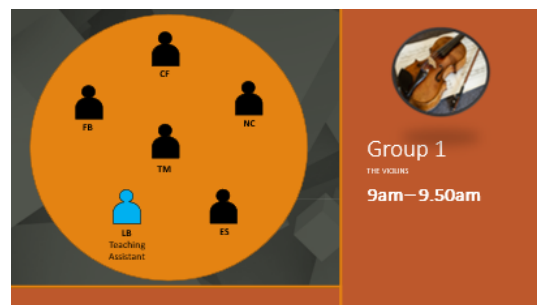 CF
FB
NC
TM
LB
Teaching
Assistant
ES
Group 1
THE VIOLINS
9am–9.50am